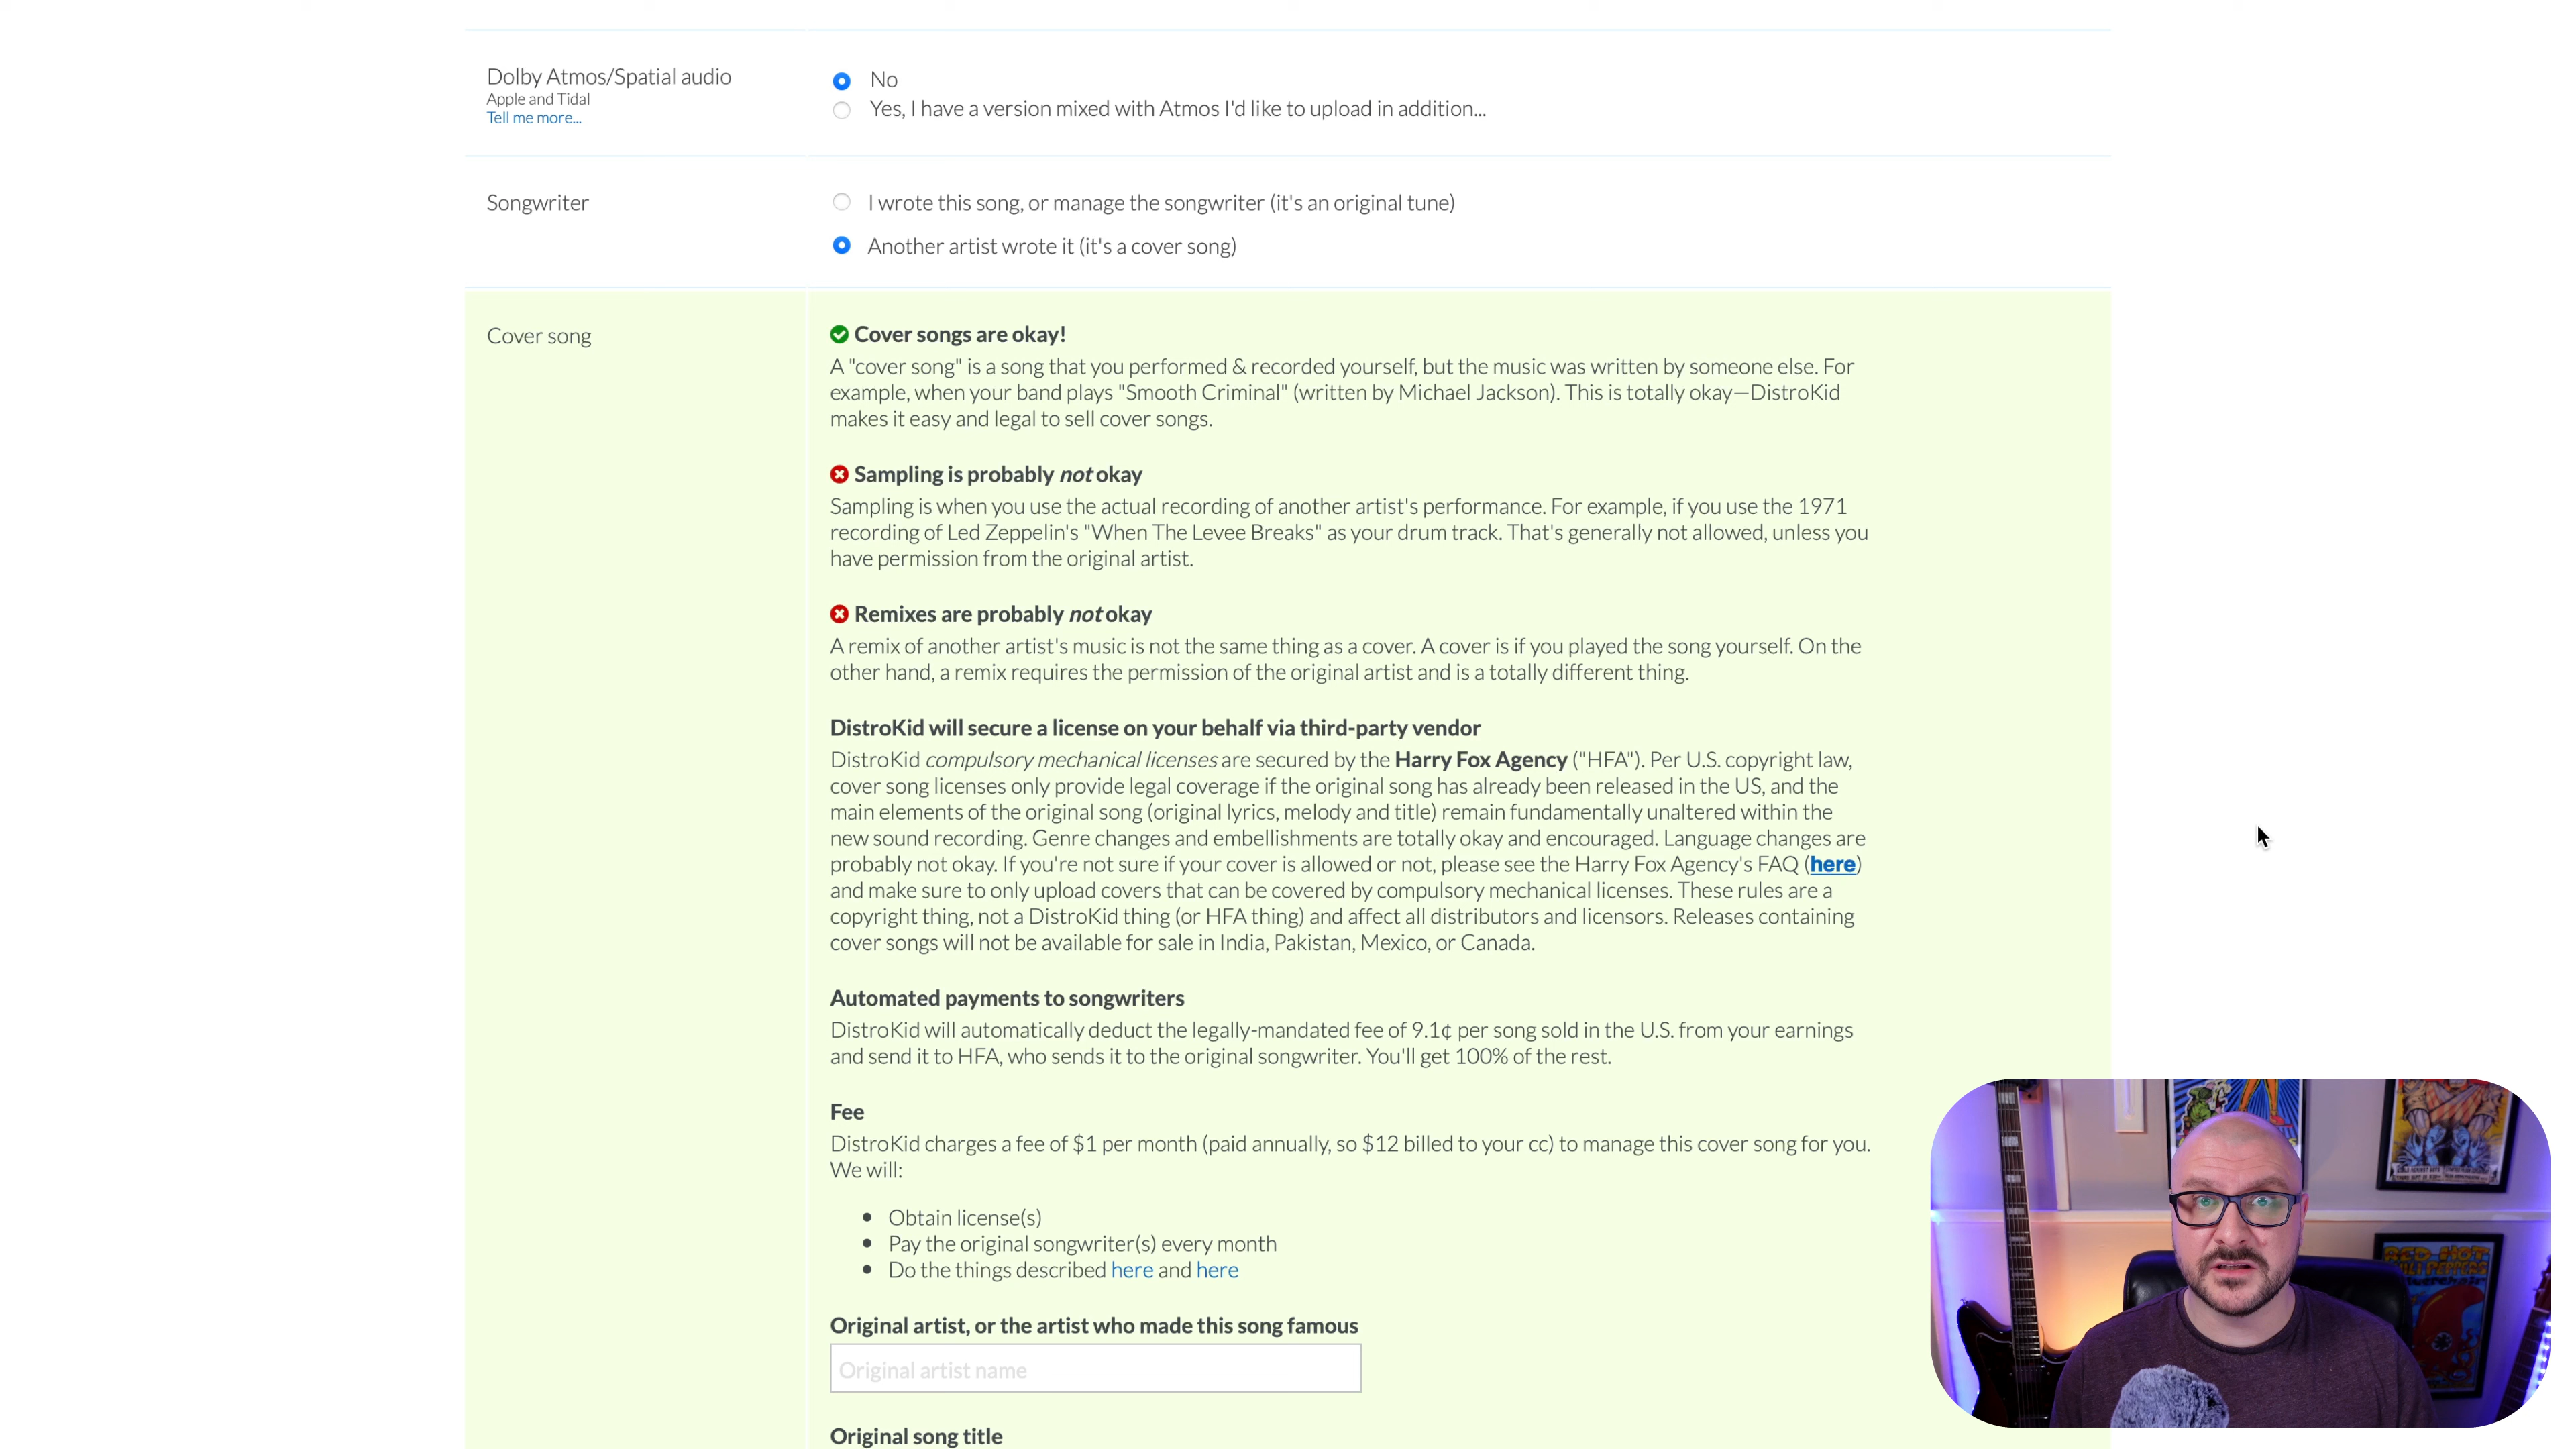 Dolby Atmos/Spatial audio
Apple and Tidal
Tell me more...
No
Yes, I have a version mixed with Atmos I'd like to upload in addition...
Songwriter
I wrote this song, or manage the songwriter (it's an original tune)
Another artist wrote it (it's a cover song)
Cover song
Cover songs are okay!
A "cover song" is a song that you performed & recorded yourself, but the music was written by someone else. For
example, when your band plays "Smooth Criminal" (written by Michael Jackson). This is totally okay—DistroKid
makes it easy and legal to sell cover songs.
Sampling is probably not okay
Sampling is when you use the actual recording of another artist's performance. For example, if you use the 1971
recording of Led Zeppelin's "When The Levee Breaks" as your drum track. That's generally not allowed, unless you
have permission from the original artist.
Remixes are probably not okay
A remix of another artist's music is not the same thing as a cover. A cover is if you played the song yourself. On the
other hand, a remix requires the permission of the original artist and is a totally different thing.
DistroKid will secure a license on your behalf via third-party vendor
DistroKid compulsory mechanical licenses are secured by the Harry Fox Agency ("HFA"). Per U.S. copyright law,
cover song licenses only provide legal coverage if the original song has already been released in the US, and the
main elements of the original song (original lyrics, melody and title) remain fundamentally unaltered within the
new sound recording. Genre changes and embellishments are totally okay and encouraged. Language changes are
probably not okay. If you're not sure if your cover is allowed or not, please see the Harry Fox Agency's FAQ (here)
and make sure to only upload covers that can be covered by compulsory mechanical licenses. These rules are a
copyright thing, not a DistroKid thing (or HFA thing) and affect all distributors and licensors. Releases containing
cover songs will not be available for sale in India, Pakistan, Mexico, or Canada.
Automated payments to songwriters
DistroKid will automatically deduct the legally-mandated fee of 9.1¢ per song sold in the U.S. from your earnings
and send it to HFA, who sends it to the original songwriter. You'll get 100% of the rest.
Fee
DistroKid charges a fee of $1 per month (paid annually, so $12 billed to your cc) to manage this cover song for you.
We will:
Obtain license(s)
Pay the original songwriter(s) every month
Do the things described here and here
Original artist, or the artist who made this song famous
Original artist name
Original song title
RED HOT
CHILI PEPPERS